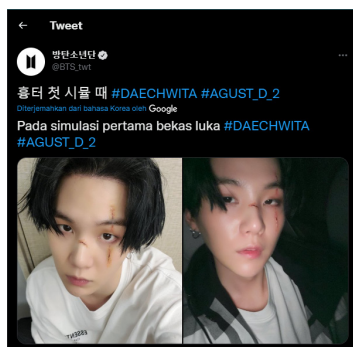 Tweet
방탄소년단
@BTS_twt
흉터 첫 시뮬 때 #DAECHWITA #AGUST_D_2
Diterjemahkan dari bahasa Korea oleh Google
Pada simulasi pertama bekas luka #DAECHWITA
#AGUST_D_2